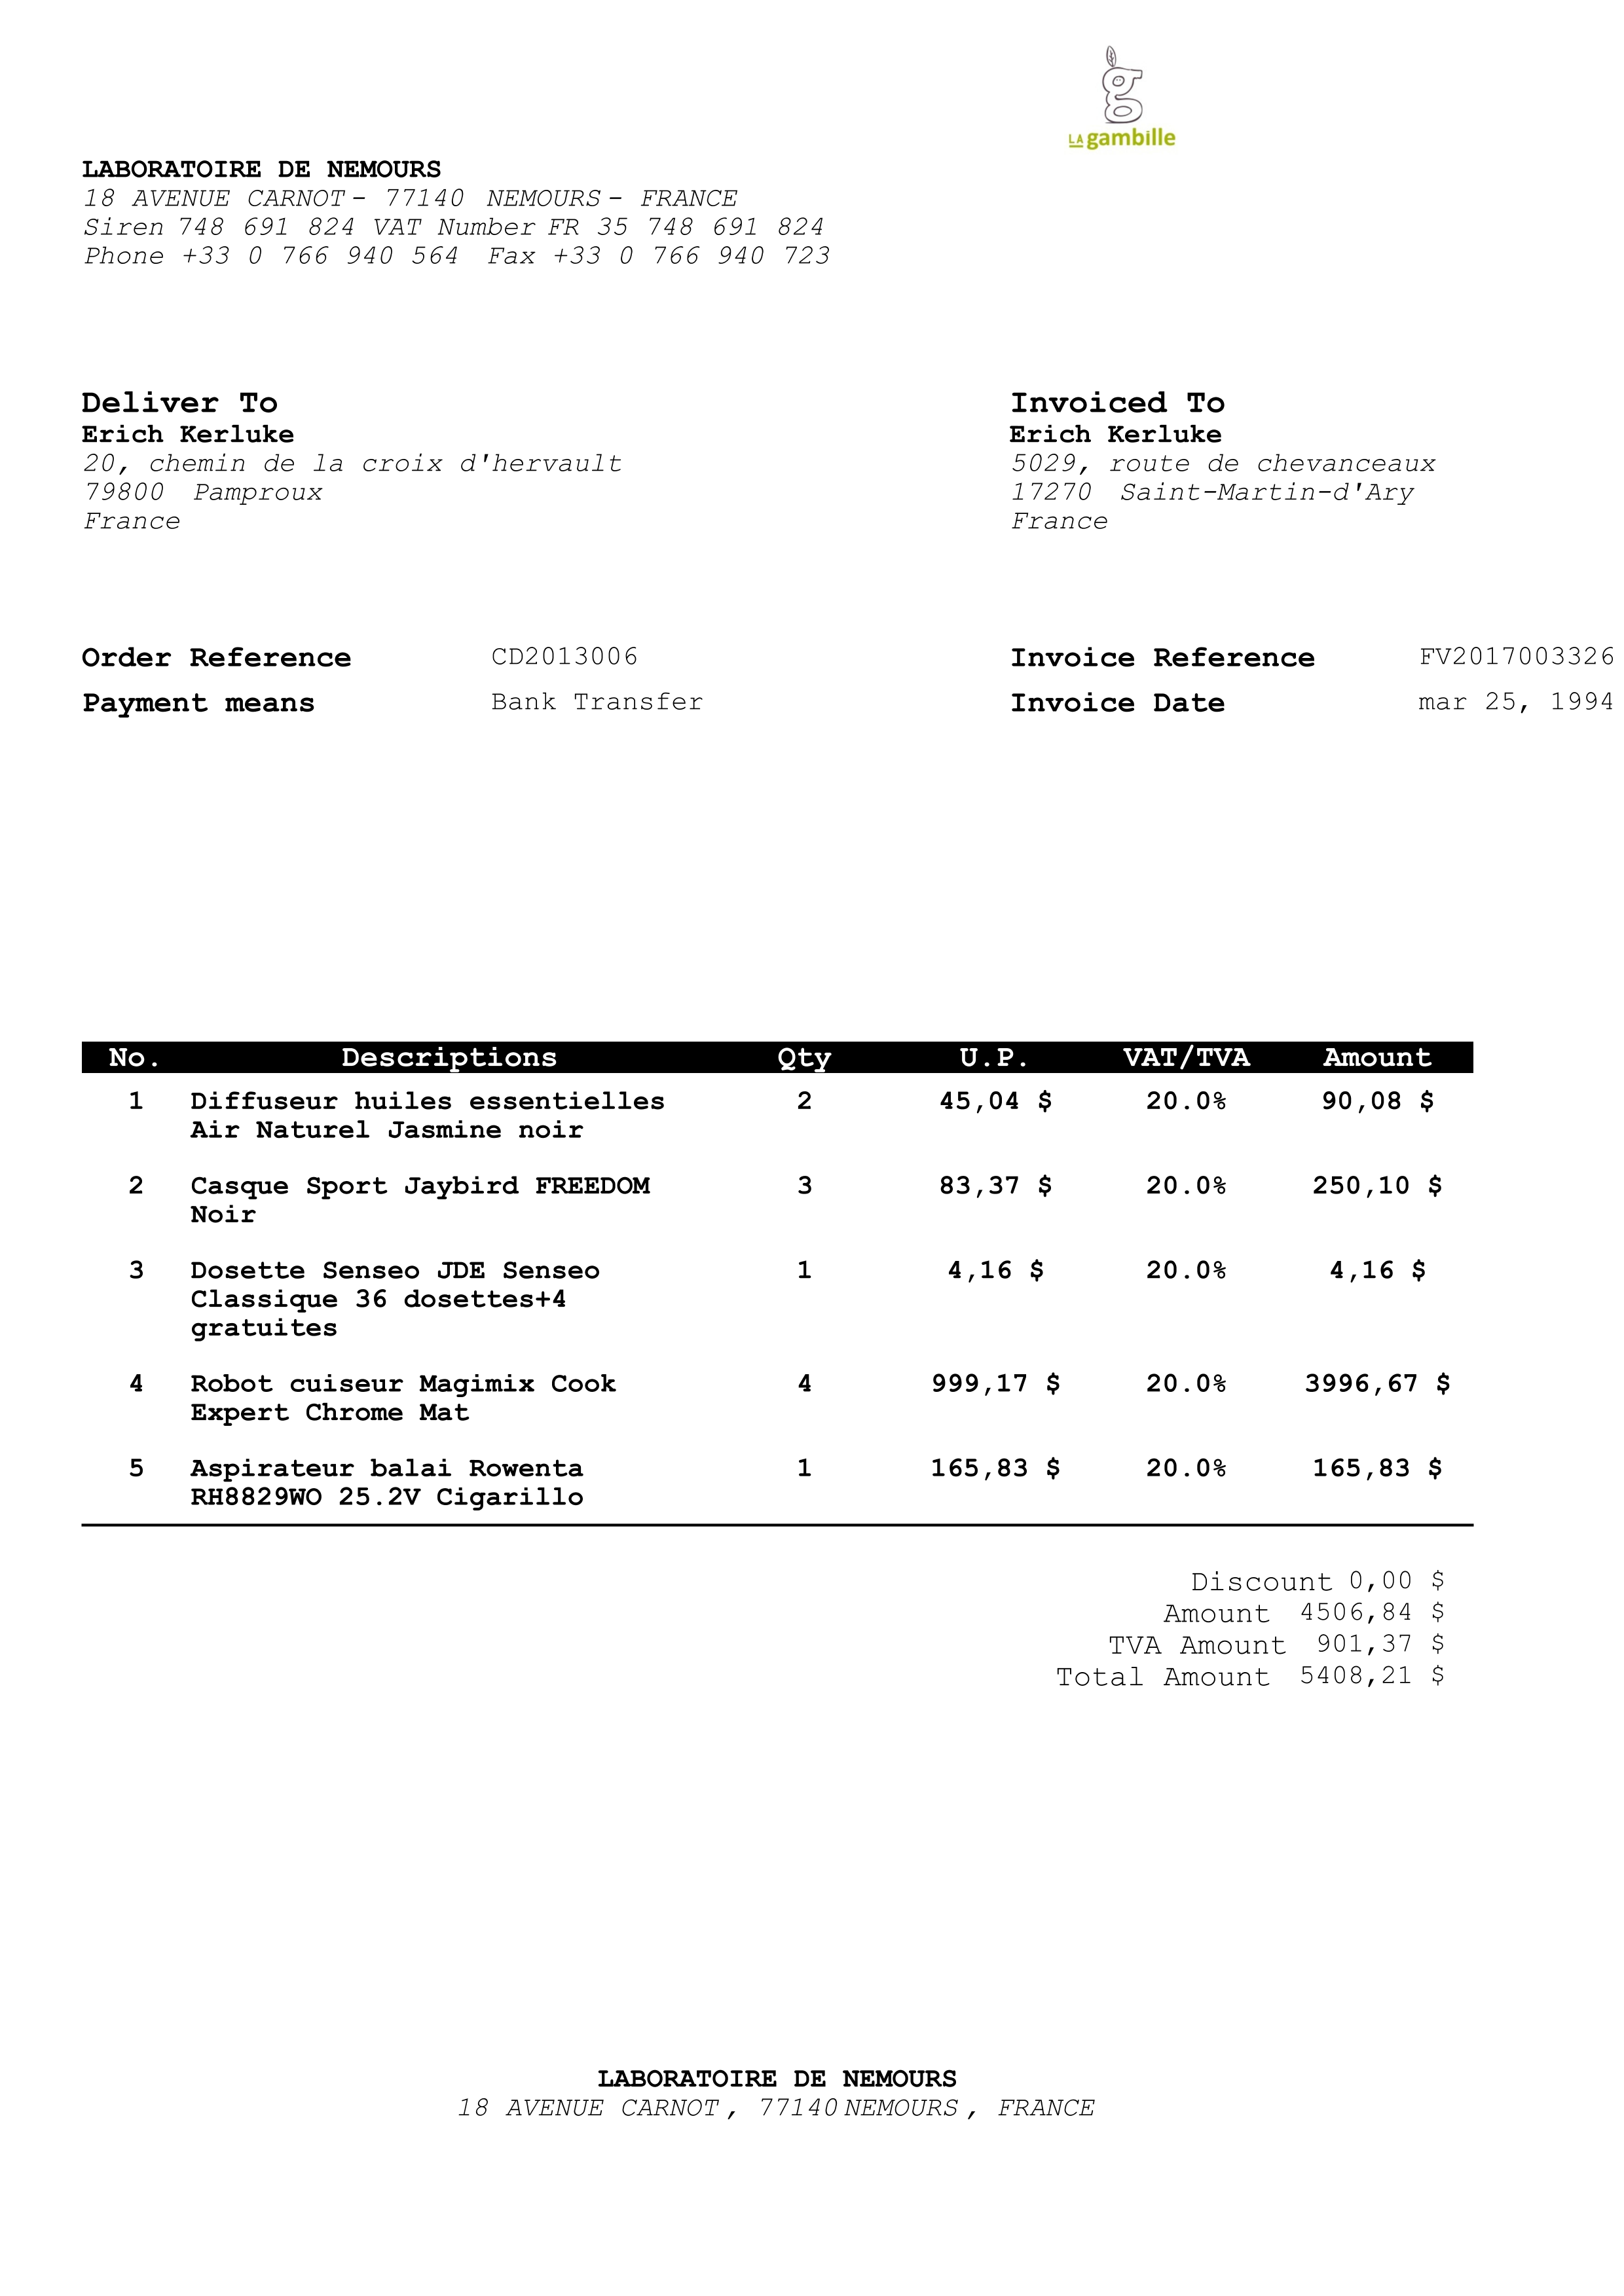 g
LA gambille
LABORATOIRE DE NEMOURS
18 AVENUE CARNOT - 77140 NEMOURS - FRANCE
Siren 748 691 824 VAT Number FR 35 748 691 824
Phone +33 0 766 940 564 Fax +33 0 766 940 723
Deliver To
Erich Kerluke
20, chemin de la croix d'hervault
79800 Pamproux
France
Invoiced To
Erich Kerluke
5029, route de chevanceaux
17270 Saint-Martin-d'Ary
France
Order Reference CD2013006
Payment means Bank Transfer
Invoice Reference FV2017003326
Invoice Date mar 25, 1994
No. Descriptions Qty U.P. VAT/TVA Amount
1 Diffuseur huiles essentielles 2 45,04 $ 20.0% 90,08 $
Air Naturel Jasmine noir
2 Casque Sport Jaybird FREEDOM 3 83,37 $ 20.0% 250,10 $
Noir
3 Dosette Senseo JDE Senseo 1 4,16 $ 20.0% 4,16 $
Classique 36 dosettes+4
gratuites
4 Robot cuiseur Magimix Cook 4 999,17 $ 20.0% 3996,67 $
Expert Chrome Mat
5 Aspirateur balai Rowenta 1 165,83 $ 20.0% 165,83 $
RH8829WO 25.2V Cigarillo
Discount 0,00 $
Amount 4506,84 $
TVA Amount 901,37 $
Total Amount 5408,21 $
LABORATOIRE DE NEMOURS
18 AVENUE CARNOT , 77140 NEMOURS , FRANCE